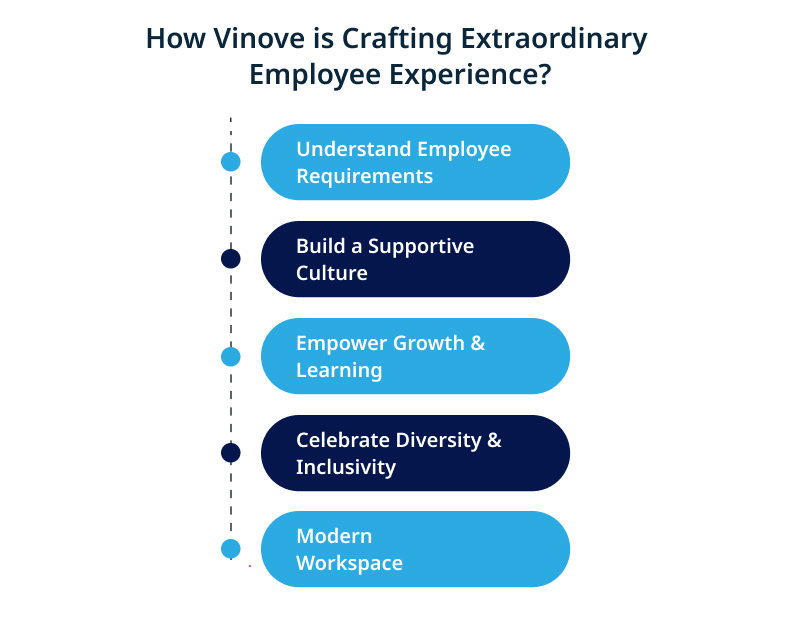 How Vinove is Crafting Extraordinary
Employee Experience?
Understand Employee
Requirements
Build a Supportive
Culture
Empower Growth &
Learning
Celebrate Diversity &
Inclusivity
Modern
Workspace